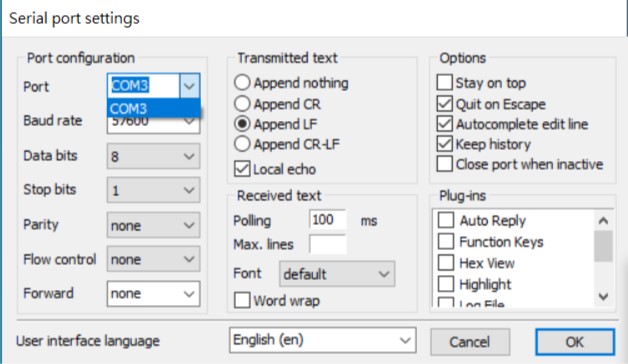 Serial port settings
Port configuration
Port
COM3
COM3
Baud rate
57600
Data bits
8
Stop bits
1
Parity
none
Flow control
none
Forward
none
Transmitted text
Append nothing
Append CR
Append LF
Append CR-LF
Local echo
Received text
Polling
100
ms
Max. lines
Font
default
Word wrap
Options
Stay on top
Quit on Escape
Autocomplete edit line
Keep history
Close port when inactive
Plug-ins
Auto Reply
Function Keys
Hex View
Highlight
Log File
User interface language
English (en)
Cancel
OK